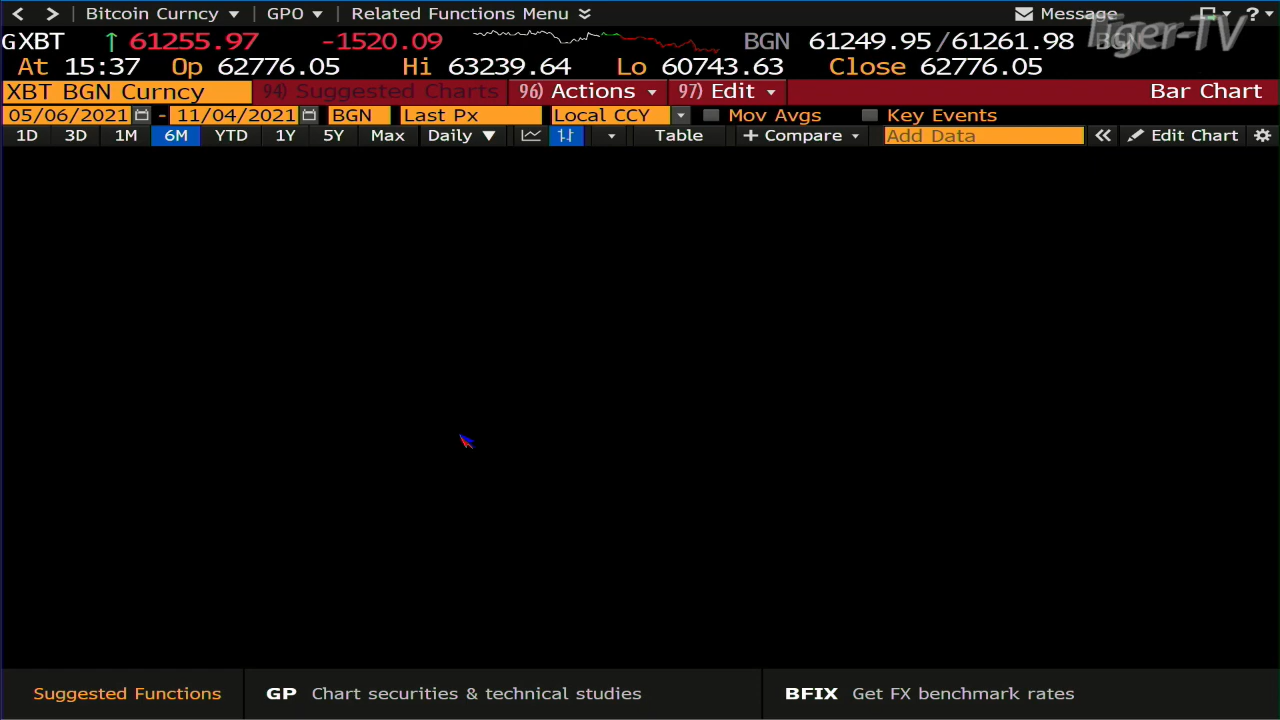 Bitcoin Curncy GPO Related Functions Menu Message ?
GXBT ↑ 61255.97 -1520.09 BGN 61249.95/61261.98 BGN
Tiger-TV
At 15:37 Op 62776.05 Hi 63239.64 Lo 60743.63 Close 62776.05
XBT BGN Curncy 94) Suggested Charts 96) Actions 97) Edit Bar Chart
05/06/2021 - 11/04/2021 BGN Last Px Local CCY Mov Avgs Key Events
1D 3D 1M 6M YTD 1Y 5Y Max Daily ▼ Table + Compare Add Data « Edit Chart
Suggested Functions GP Chart securities & technical studies BFIX Get FX benchmark rates